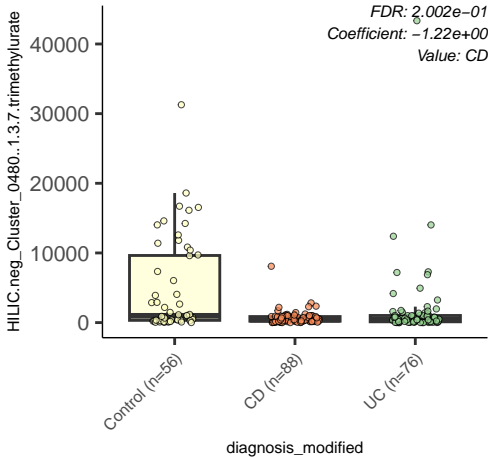 FDR: 2.002e−01
Coefficient: −1.22e+00
Value: CD
HILIC.neg_Cluster_0480..1.3.7.trimethylurate
40000
30000
20000
10000
0
Control (n=56)
CD (n=88)
UC (n=76)
diagnosis_modified